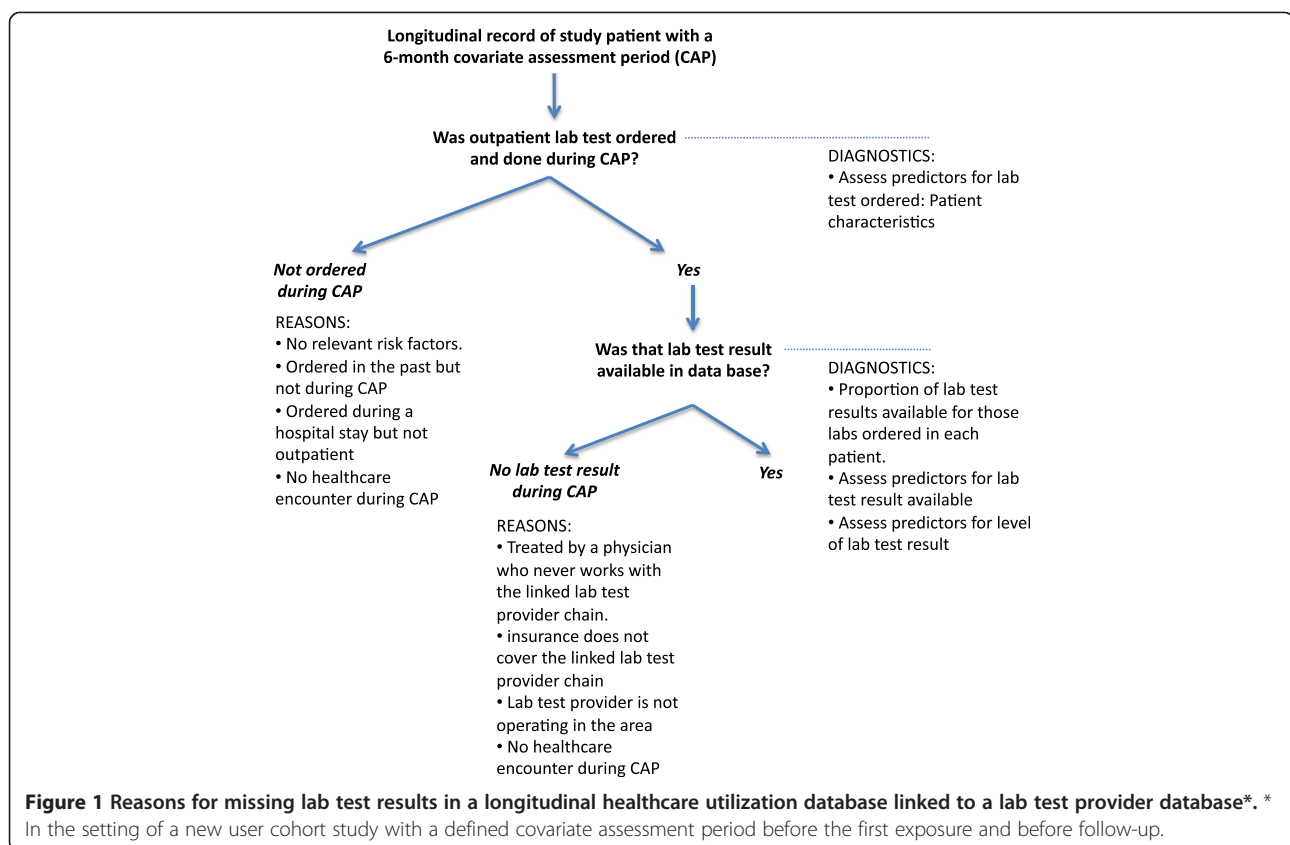 Longitudinal record of study patient with a
6-month covariate assessment period (CAP)
Was outpatient lab test ordered
and done during CAP?
DIAGNOSTICS:
• Assess predictors for lab
test ordered: Patient
characteristics
Not ordered
during CAP
REASONS:
• No relevant risk factors.
• Ordered in the past but
not during CAP
• Ordered during a
hospital stay but not
outpatient
• No healthcare
encounter during CAP
Yes
Was that lab test result
available in data base?
DIAGNOSTICS:
• Proportion of lab test
results available for those
labs ordered in each
patient.
• Assess predictors for lab
test result available
• Assess predictors for level
of lab test result
No lab test result
during CAP
REASONS:
• Treated by a physician
who never works with
the linked lab test
provider chain.
• insurance does not
cover the linked lab test
provider chain
• Lab test provider is not
operating in the area
• No healthcare
encounter during CAP
Yes
Figure 1 Reasons for missing lab test results in a longitudinal healthcare utilization database linked to a lab test provider database*. *
In the setting of a new user cohort study with a defined covariate assessment period before the first exposure and before follow-up.